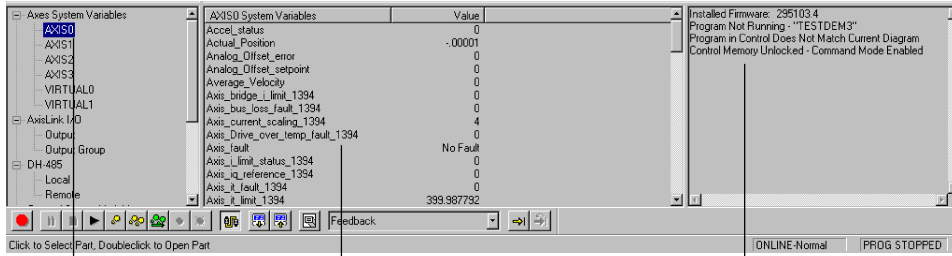 Axes System Variables
AXIS0
AXIS1
AXIS2
AXIS3
VIRTUAL0
VIRTUAL1
AxisLink I/O
Output
Output Group
DH-485
Local
Remote
AXIS0 System Variables Value
Accel_status 0
Actual_Position -.00001
Analog_Offset_error 0
Analog_Offset_setpoint 0
Average_Velocity 0
Axis_bridge_i_limit_1394 0
Axis_bus_loss_fault_1394 0
Axis_current_scaling_1394 4
Axis_Drive_over_temp_fault_1394 0
Axis_fault No Fault
Axis_i_limit_status_1394 0
Axis_iq_reference_1394 0
Axis_it_fault_1394 0
Axis_it_limit_1394 399.987792
Installed Firmware: 295103.4
Program Not Running - "TESTDEM3"
Program in Control Does Not Match Current Diagram
Control Memory Unlocked - Command Mode Enabled
Feedback
Click to Select Part, Doubleclick to Open Part
ONLINE-Normal PROG STOPPED